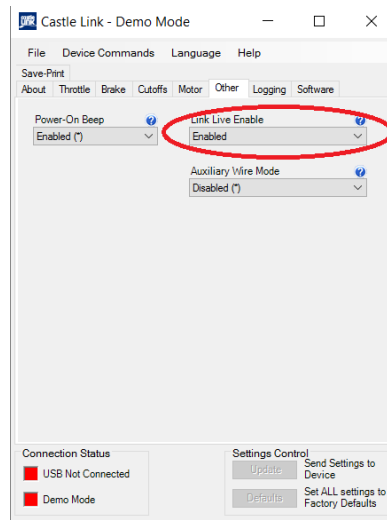 Castle Link - Demo Mode
File Device Commands Language Help
Save-Print
About Throttle Brake Cutoffs Motor Other Logging Software
Power-On Beep
Link Live Enable
Enabled (*)
Enabled
Auxiliary Wire Mode
Disabled (*)
Connection Status
USB Not Connected
Demo Mode
Settings Control
Update
Send Settings to
Device
Defaults
Set ALL settings to
Factory Defaults